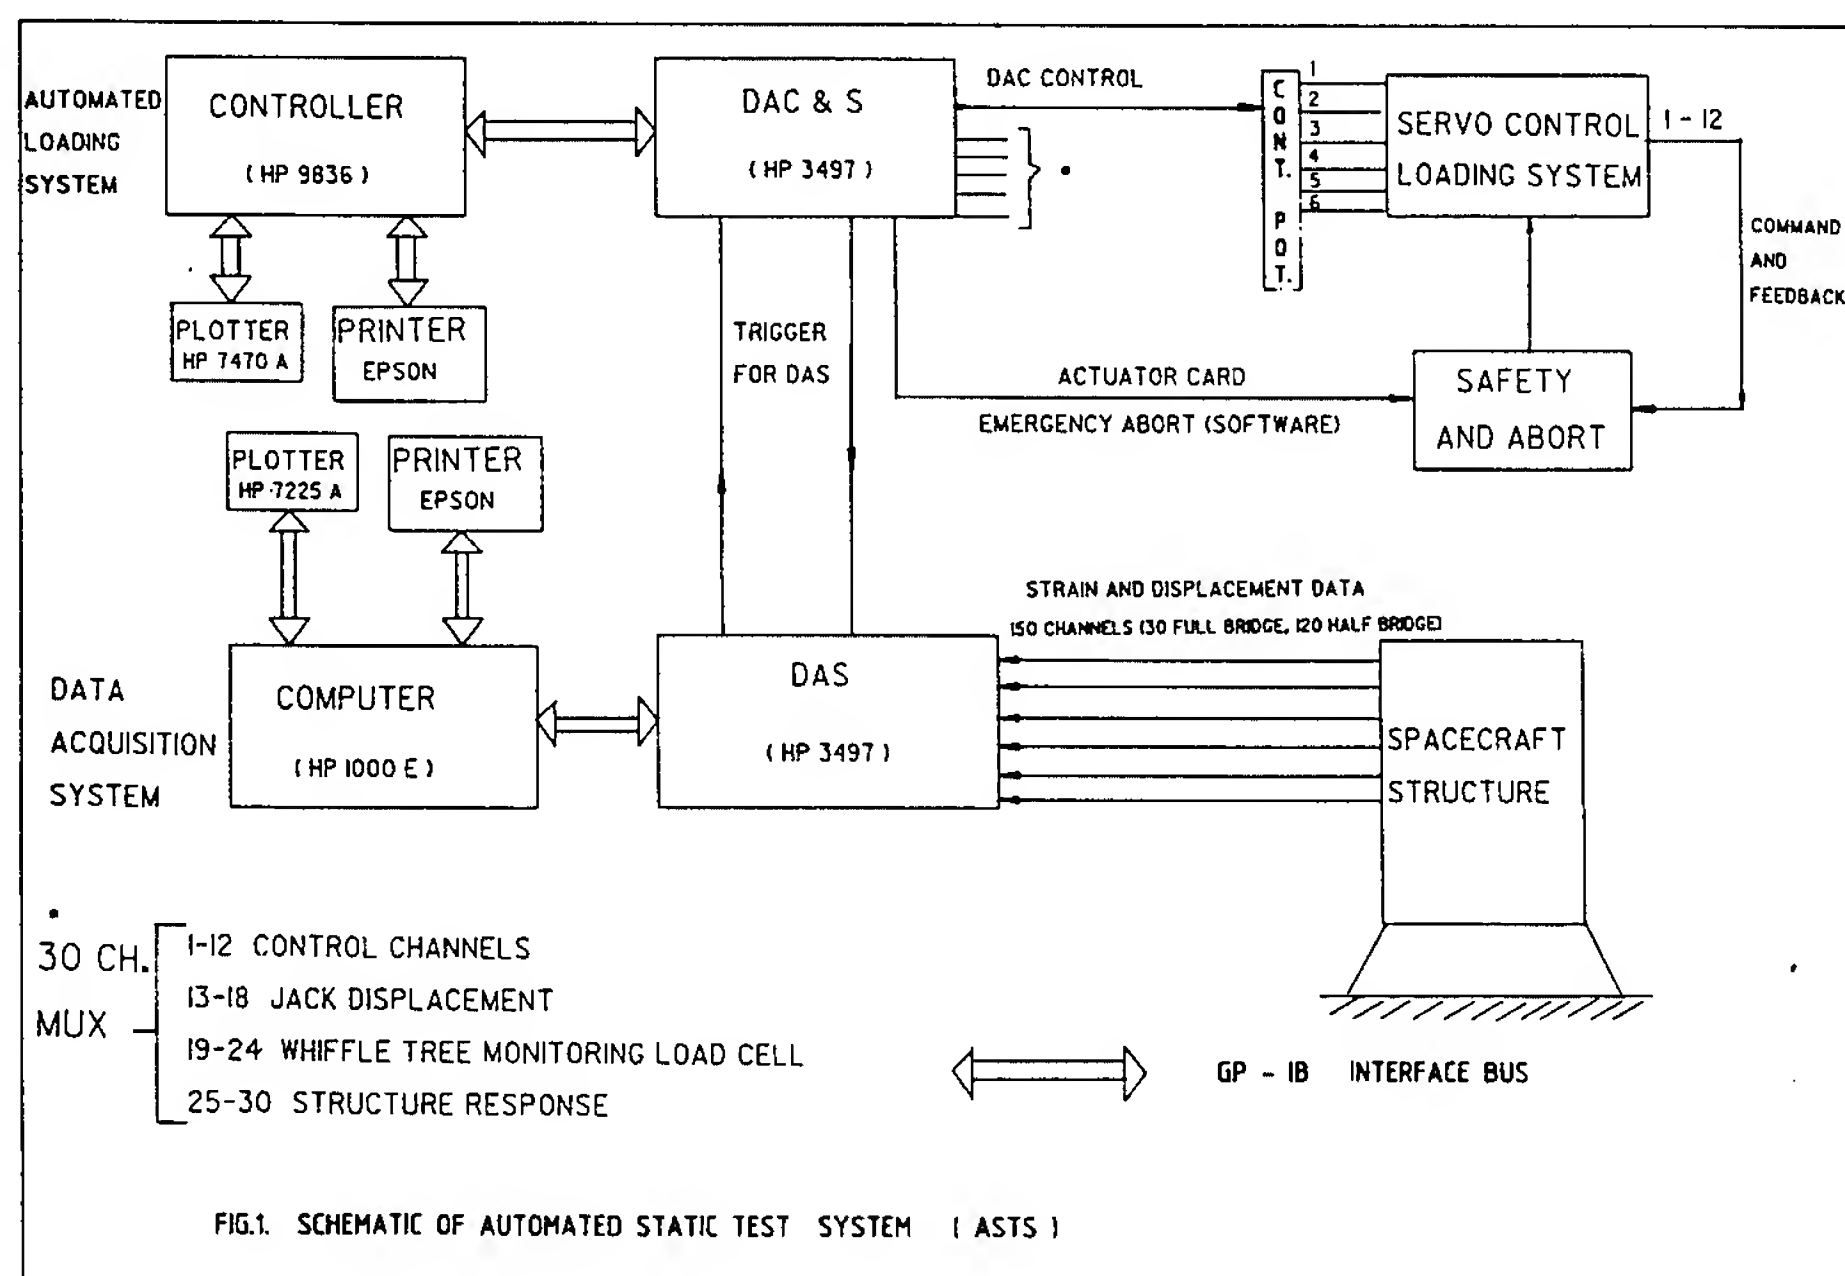 AUTOMATED
LOADING
SYSTEM
CONTROLLER
( HP 9836 )
DAC & S
( HP 3497 )
DAC CONTROL
CONT. POT.
1
2
3
4
5
6
SERVO CONTROL
LOADING SYSTEM
1 - 12
COMMAND
AND
FEEDBACK
PLOTTER
HP 7470 A
PRINTER
EPSON
TRIGGER
FOR DAS
ACTUATOR CARD
EMERGENCY ABORT (SOFTWARE)
SAFETY
AND ABORT
PLOTTER
HP 7225 A
PRINTER
EPSON
STRAIN AND DISPLACEMENT DATA
150 CHANNELS (30 FULL BRIDGE, 120 HALF BRIDGE)
DATA
ACQUISITION
SYSTEM
COMPUTER
( HP 1000 E )
DAS
( HP 3497 )
SPACECRAFT
STRUCTURE
30 CH.
MUX
1-12 CONTROL CHANNELS
13-18 JACK DISPLACEMENT
19-24 WHIFFLE TREE MONITORING LOAD CELL
25-30 STRUCTURE RESPONSE
GP - IB INTERFACE BUS
FIG.1. SCHEMATIC OF AUTOMATED STATIC TEST SYSTEM ( ASTS )